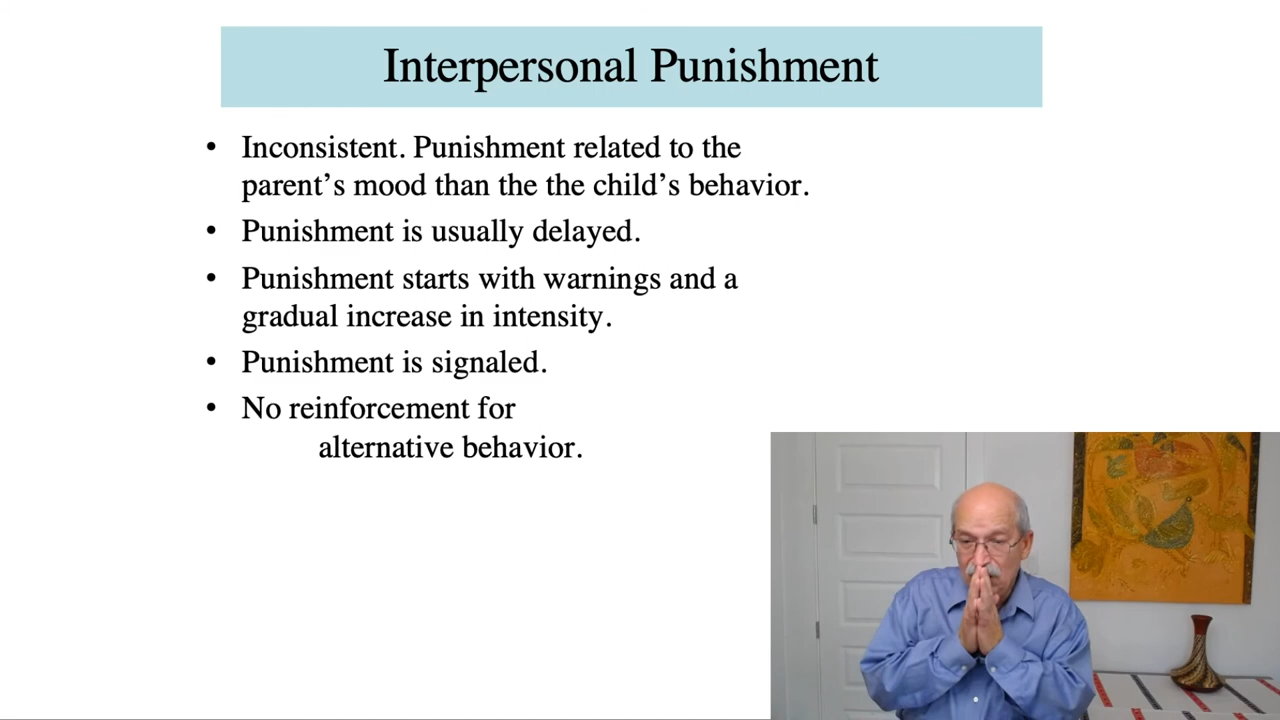 Interpersonal Punishment
• Inconsistent. Punishment related to the
parent’s mood than the the child’s behavior.
• Punishment is usually delayed.
• Punishment starts with warnings and a
gradual increase in intensity.
• Punishment is signaled.
• No reinforcement for
alternative behavior.